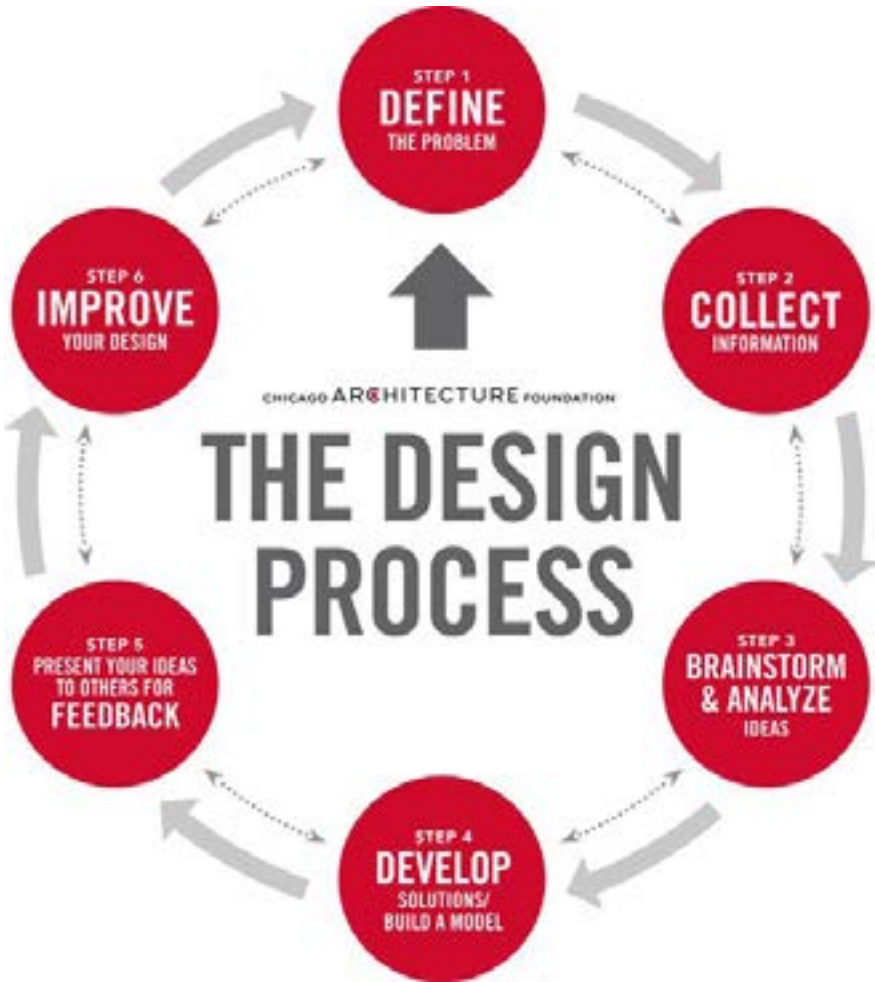 STEP 1
DEFINE
THE PROBLEM
STEP 2
COLLECT
INFORMATION
STEP 3
BRAINSTORM
& ANALYZE
IDEAS
STEP 4
DEVELOP
SOLUTIONS/
BUILD A MODEL
STEP 5
PRESENT YOUR IDEAS
TO OTHERS FOR
FEEDBACK
STEP 6
IMPROVE
YOUR DESIGN
CHICAGO ARCHITECTURE FOUNDATION
THE DESIGN
PROCESS